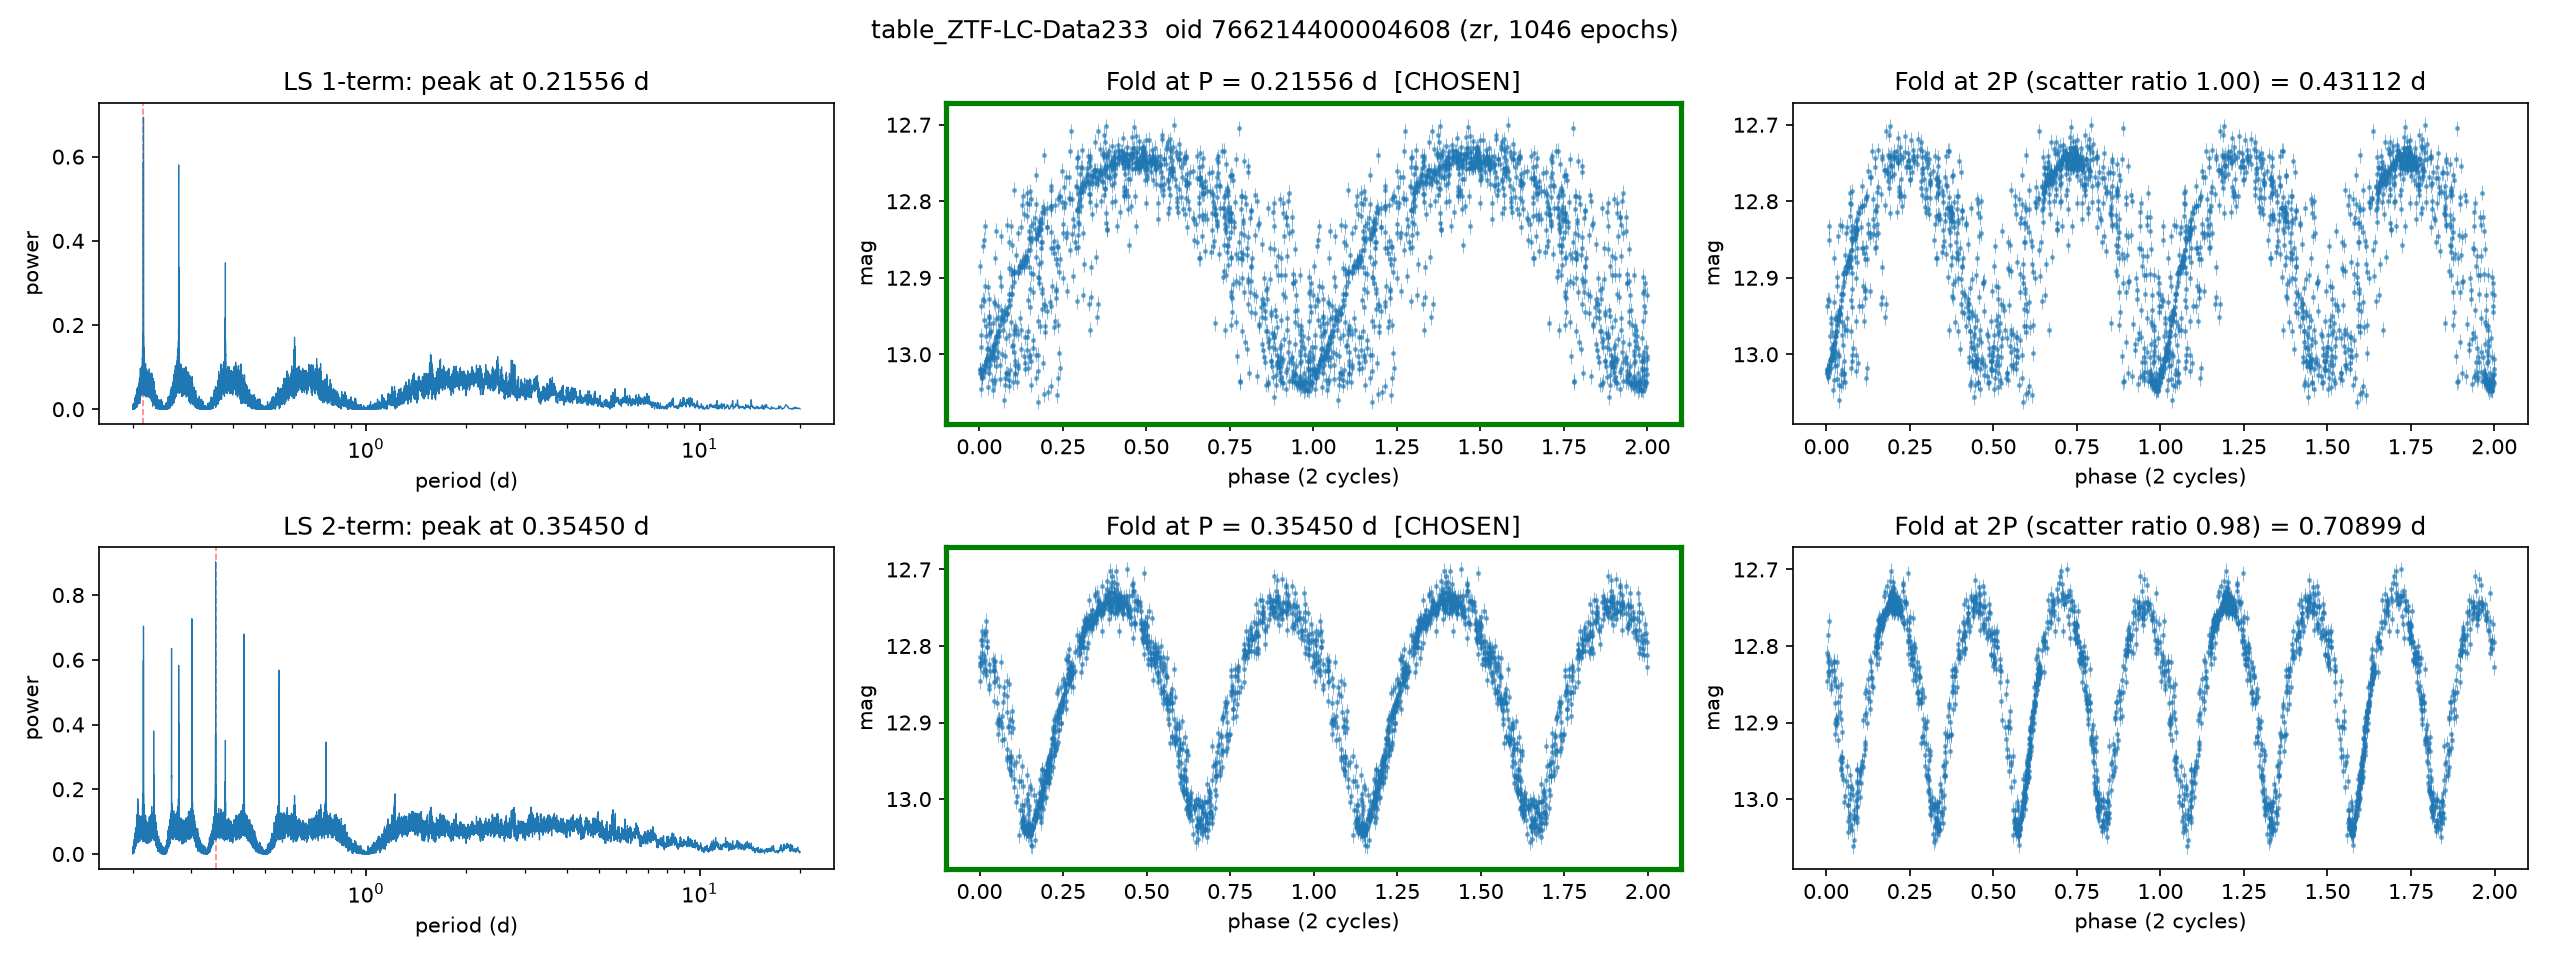 table_ZTF-LC-Data233  oid 766214400004608 (zr, 1046 epochs)
LS 1-term: peak at 0.21556 d
power
0.6
0.4
0.2
0.0
10⁰
10¹
period (d)
Fold at P = 0.21556 d  [CHOSEN]
mag
12.7
12.8
12.9
13.0
0.00 0.25 0.50 0.75 1.00 1.25 1.50 1.75 2.00
phase (2 cycles)
Fold at 2P (scatter ratio 1.00) = 0.43112 d
mag
12.7
12.8
12.9
13.0
0.00 0.25 0.50 0.75 1.00 1.25 1.50 1.75 2.00
phase (2 cycles)
LS 2-term: peak at 0.35450 d
power
0.8
0.6
0.4
0.2
0.0
10⁰
10¹
period (d)
Fold at P = 0.35450 d  [CHOSEN]
mag
12.7
12.8
12.9
13.0
0.00 0.25 0.50 0.75 1.00 1.25 1.50 1.75 2.00
phase (2 cycles)
Fold at 2P (scatter ratio 0.98) = 0.70899 d
mag
12.7
12.8
12.9
13.0
0.00 0.25 0.50 0.75 1.00 1.25 1.50 1.75 2.00
phase (2 cycles)